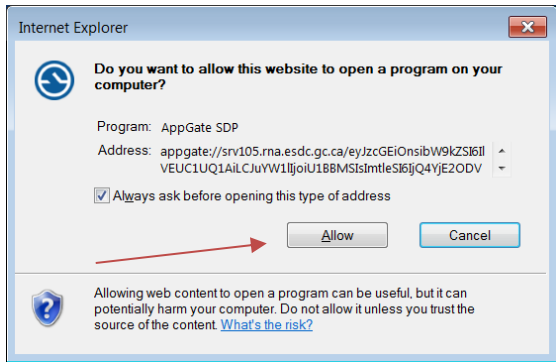 Internet Explorer
Do you want to allow this website to open a program on your
computer?
Program: AppGate SDP
Address: appgate://srv105.rna.esdc.gc.ca/eyJzcGEiOnsibW9kZSI6Il
VEUC1UQ1AiLCJuYW1lIjoiU1BBMSIsImtleSI6IjQ4YjE2ODV
Always ask before opening this type of address
Allow
Cancel
Allowing web content to open a program can be useful, but it can
potentially harm your computer. Do not allow it unless you trust the
source of the content. What's the risk?